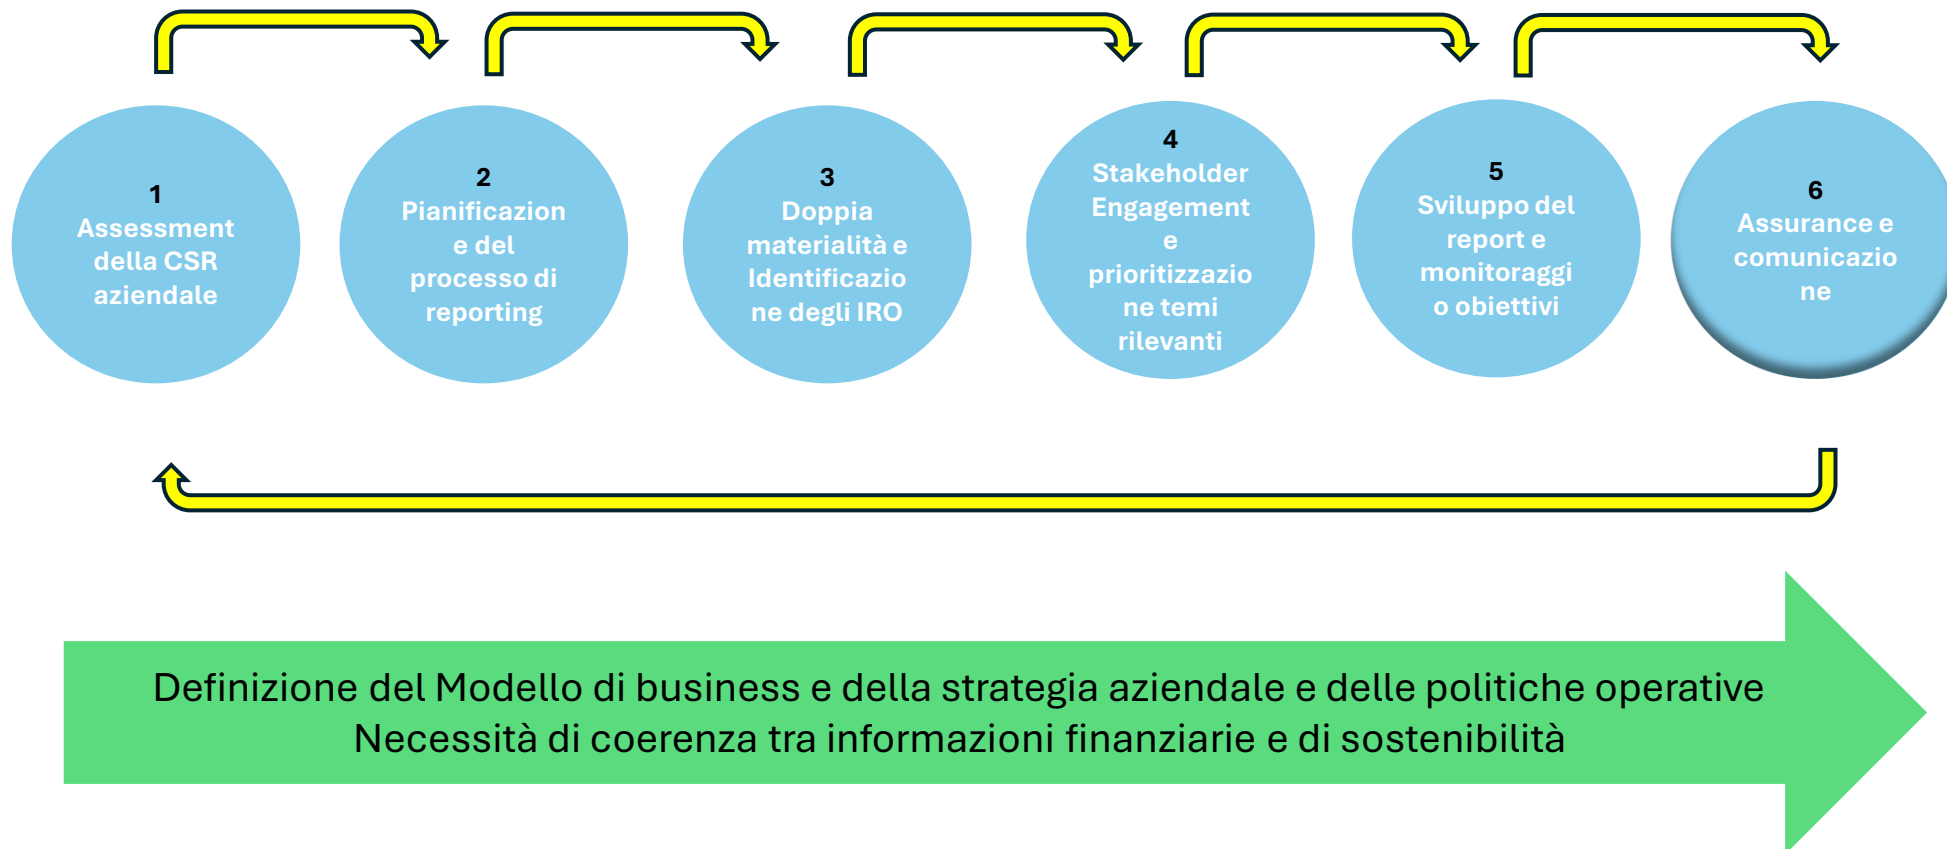 1
Assessment
della CSR
aziendale
2
Pianificazion
e del
processo di
reporting
3
Doppia
materialità e
Identificazio
ne degli IRO
4
Stakeholder
Engagement
e
prioritizzazio
ne temi
rilevanti
5
Sviluppo del
report e
monitoraggi
o obiettivi
6
Assurance e
comunicazio
ne
Definizione del Modello di business e della strategia aziendale e delle politiche operative
Necessità di coerenza tra informazioni finanziarie e di sostenibilità